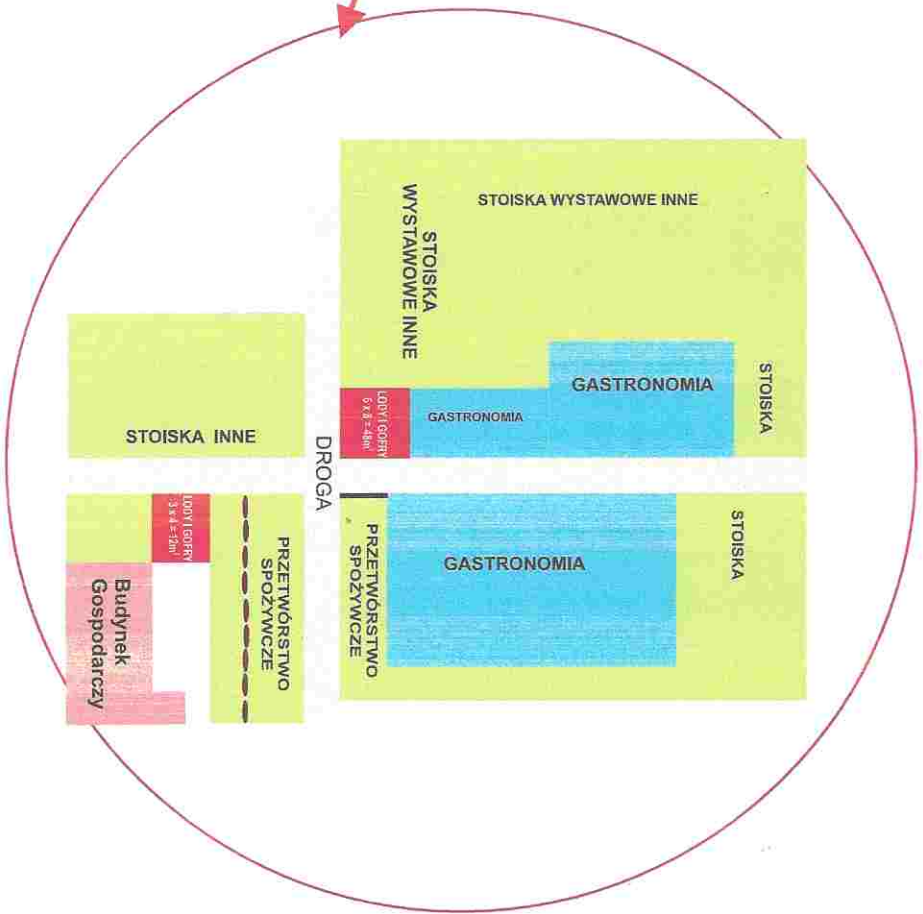 STOISKA WYSTAWOWE INNE
STOISKA
WYSTAWOWE INNE
STOISKA
GASTRONOMIA
GASTRONOMIA
LODY I GOFRY
6 x 8 = 48m²
STOISKA INNE
DROGA
LODY I GOFRY
3 x 4 = 12m²
PRZETWÓRSTWO
SPOŻYWCZE
PRZETWÓRSTWO
SPOŻYWCZE
GASTRONOMIA
STOISKA
Budynek
Gospodarczy